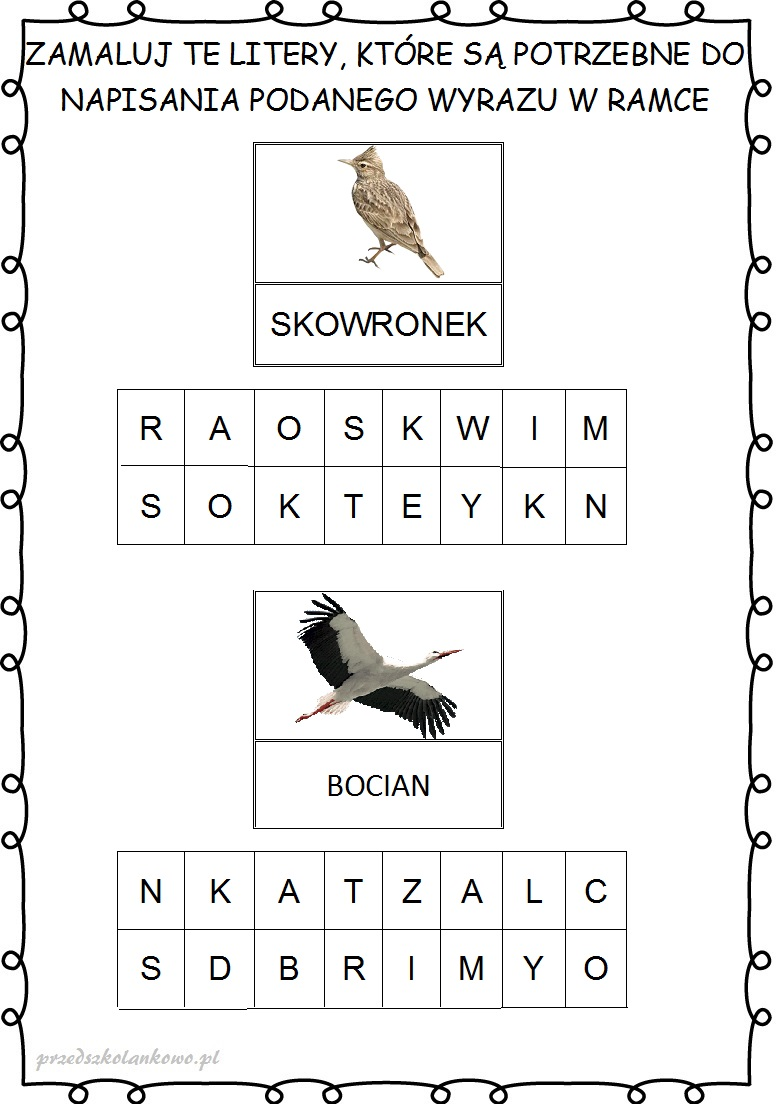 ZAMALUJ TE LITERY, KTÓRE SĄ POTRZEBNE DO
NAPISANIA PODANEGO WYRAZU W RAMCE
SKOWRONEK
R A O S K W I M
S O K T E Y K N
BOCIAN
N K A T Z A L C
S D B R I M Y O
przedszkolankowo.pl